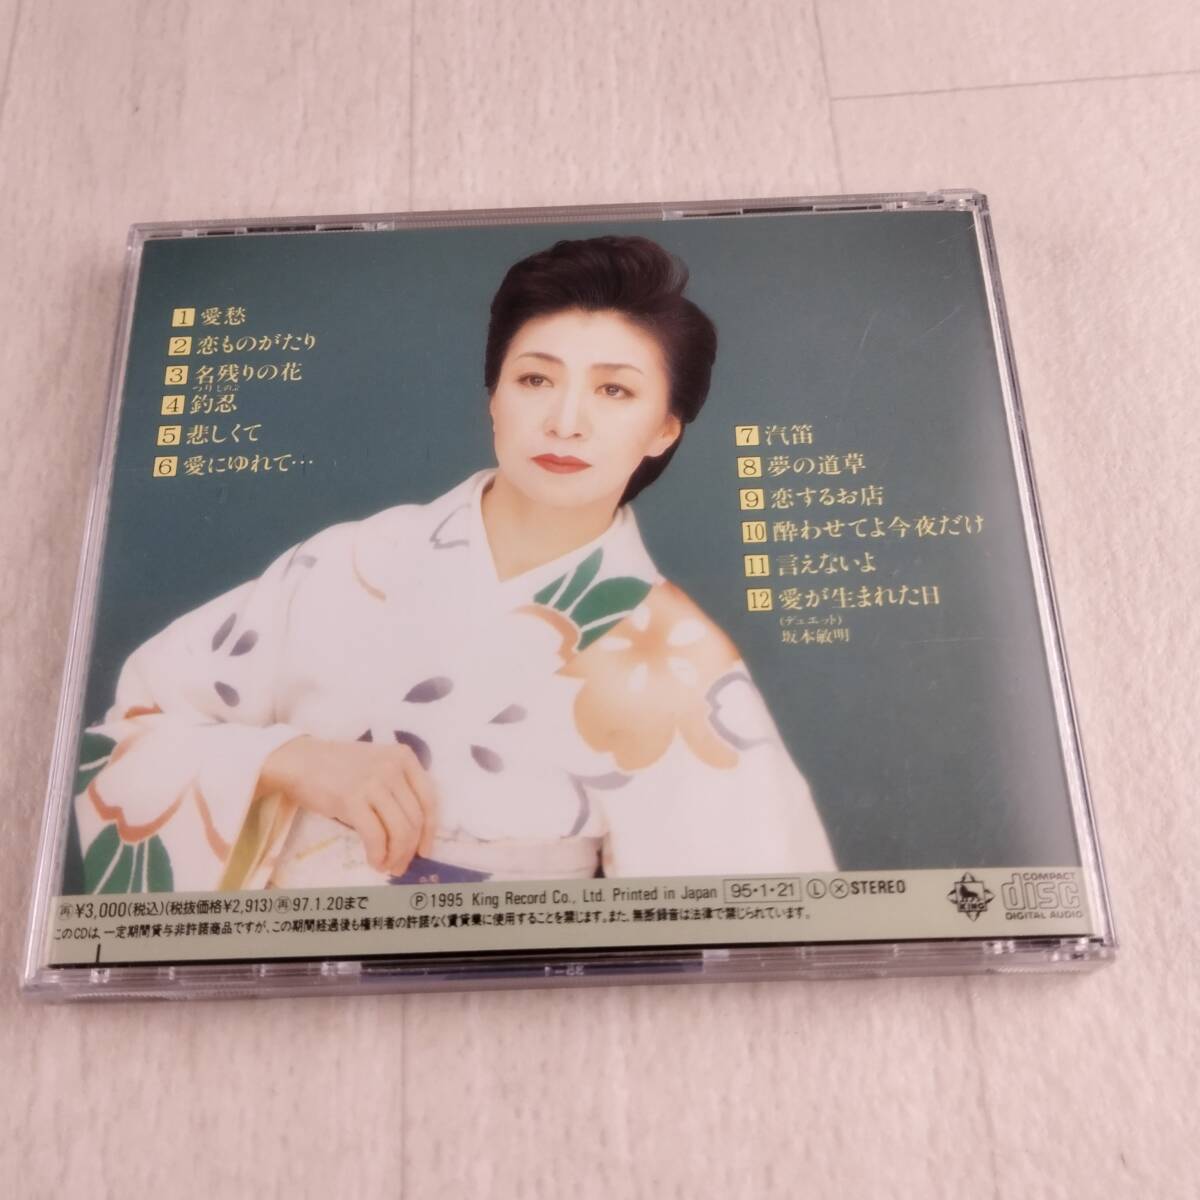 1 愛愁
2 恋ものがたり
3 名残りの花
つりしのぶ
4 釣忍
5 悲しくて
6 愛にゆれて…
7 汽笛
8 夢の道草
9 恋するお店
10 酔わせてよ今夜だけ
11 言えないよ
12 愛が生まれた日
(デュエット)
坂本敏明
再¥3,000(税込)(税抜価格¥2,913)再97.1.20まで
Ⓟ1995 King Record Co., Ltd. Printed in Japan 95・1・21 Ⓛ Ⓧ STEREO
このCDは、一定期間貸与非許諾商品ですが、この期間経過後も権利者の許諾なく賃貸業に使用することを禁じます。また、無断録音は法律で禁じられています。
KING
COMPACT
disc
DIGITAL AUDIO